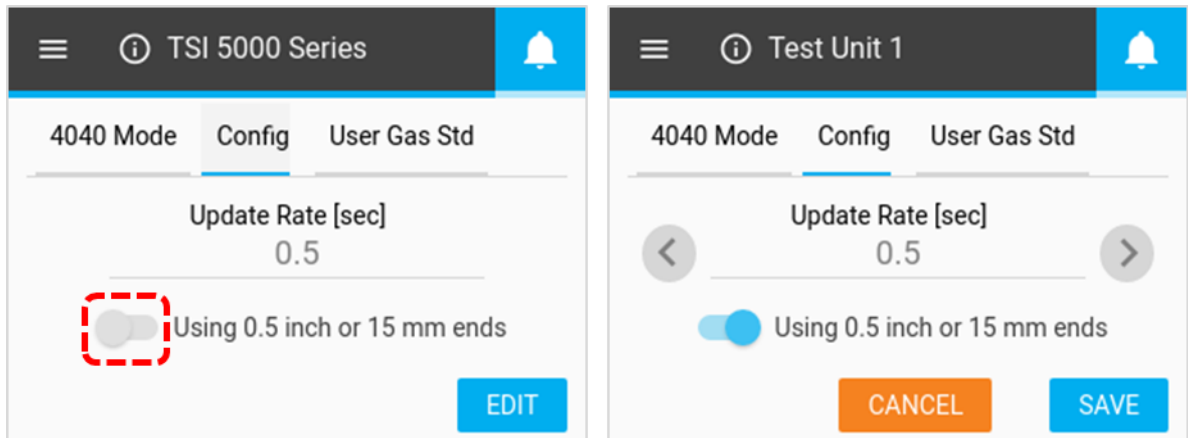 TSI 5000 Series
4040 Mode Config User Gas Std
Update Rate [sec]
0.5
Using 0.5 inch or 15 mm ends
EDIT
Test Unit 1
4040 Mode Config User Gas Std
Update Rate [sec]
0.5
Using 0.5 inch or 15 mm ends
CANCEL SAVE